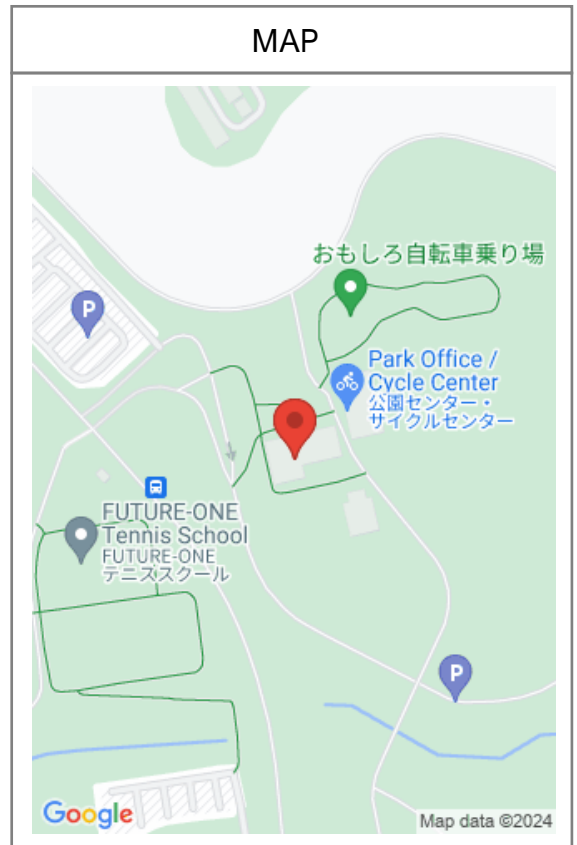 MAP
おもしろ自転車乗り場
P
Park Office /
Cycle Center
公園センター・
サイクルセンター
FUTURE-ONE
Tennis School
FUTURE-ONE
テニススクール
P
Google
Map data ©2024